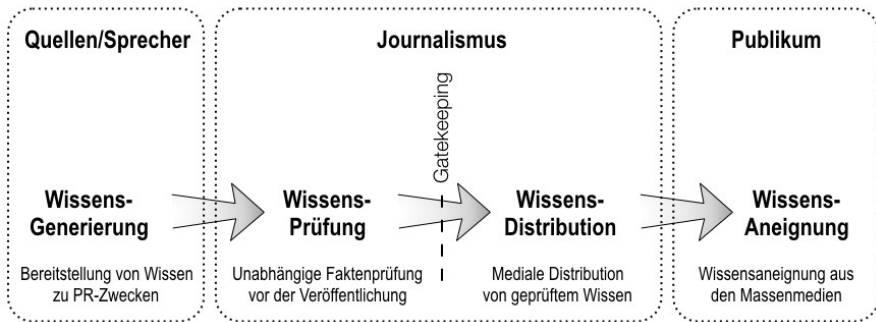 Quellen/Sprecher
Journalismus
Publikum
Gatekeeping
Wissens-
Generierung
Wissens-
Prüfung
Wissens-
Distribution
Wissens-
Aneignung
Bereitstellung von Wissen
zu PR-Zwecken
Unabhängige Faktenprüfung
vor der Veröffentlichung
Mediale Distribution
von geprüftem Wissen
Wissensaneignung aus
den Massenmedien